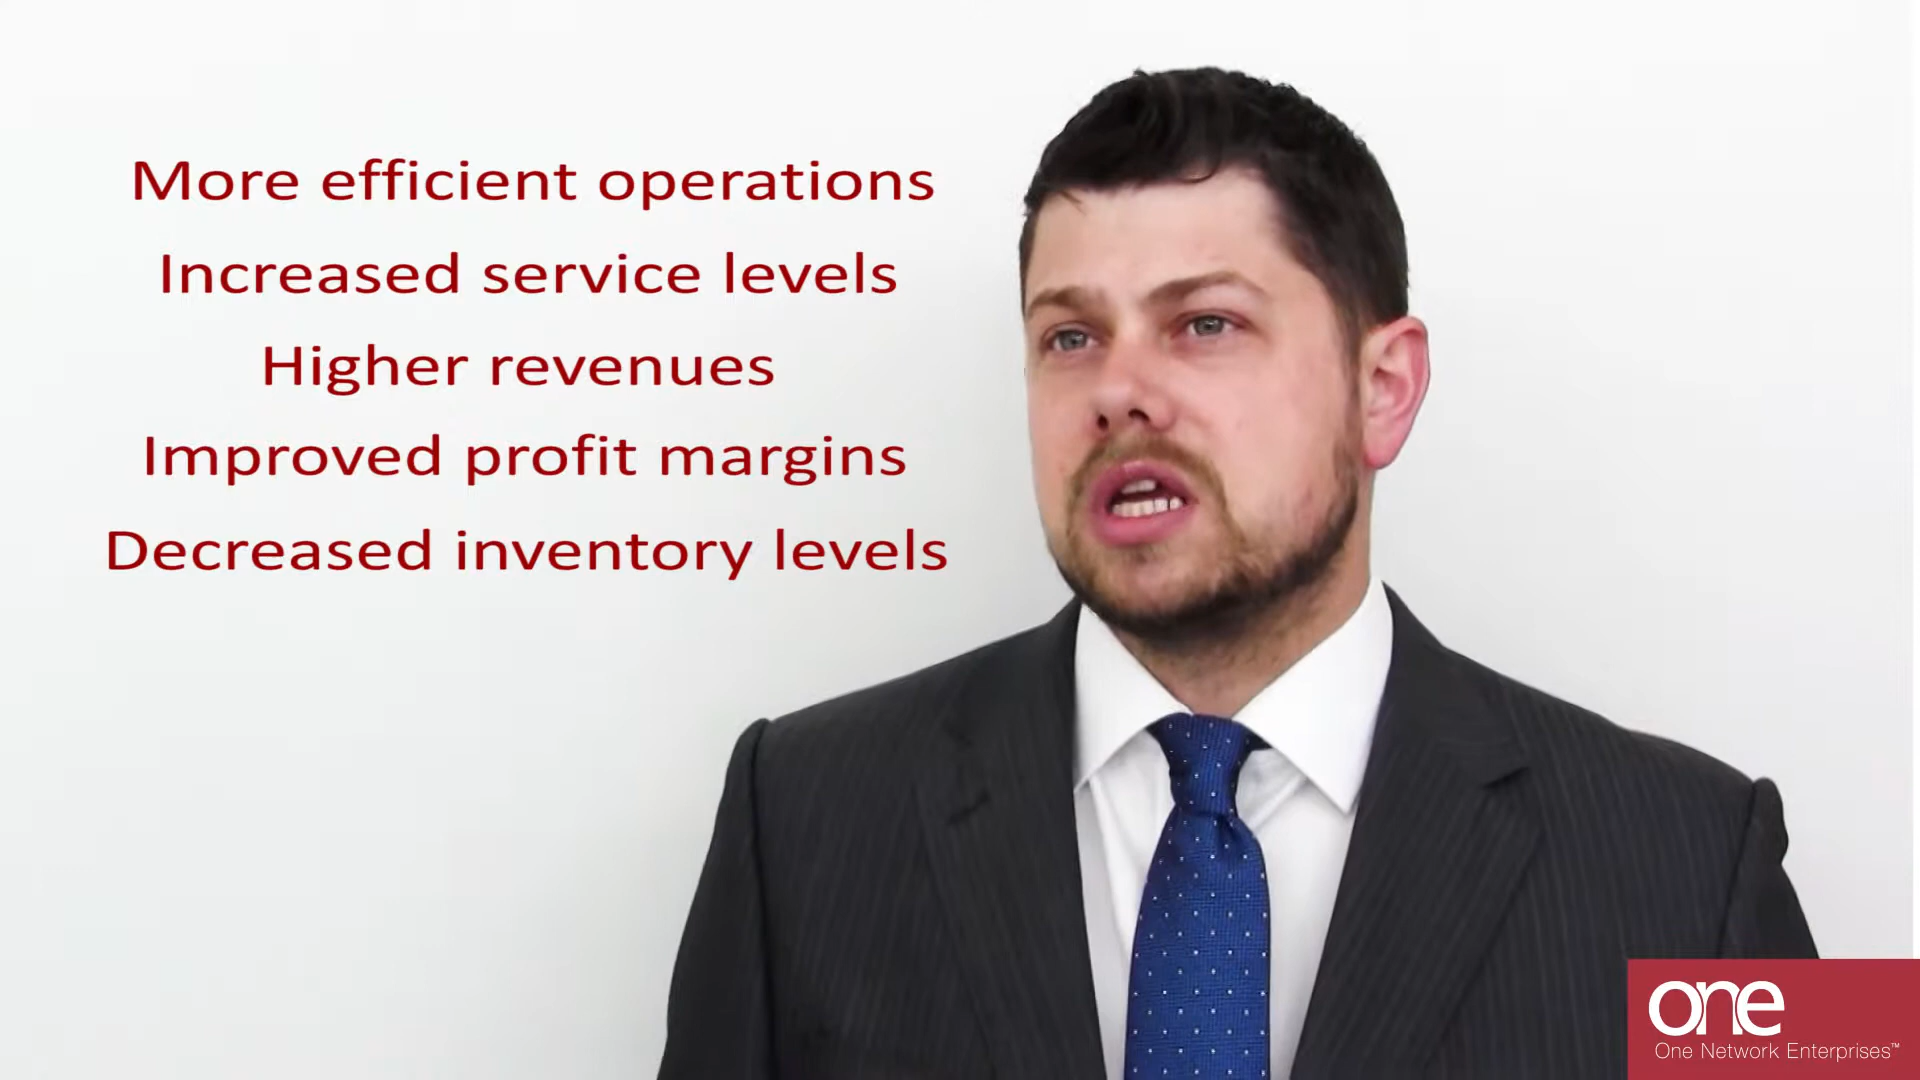 More efficient operations
Increased service levels
Higher revenues
Improved profit margins
Decreased inventory levels
one
One Network Enterprises™